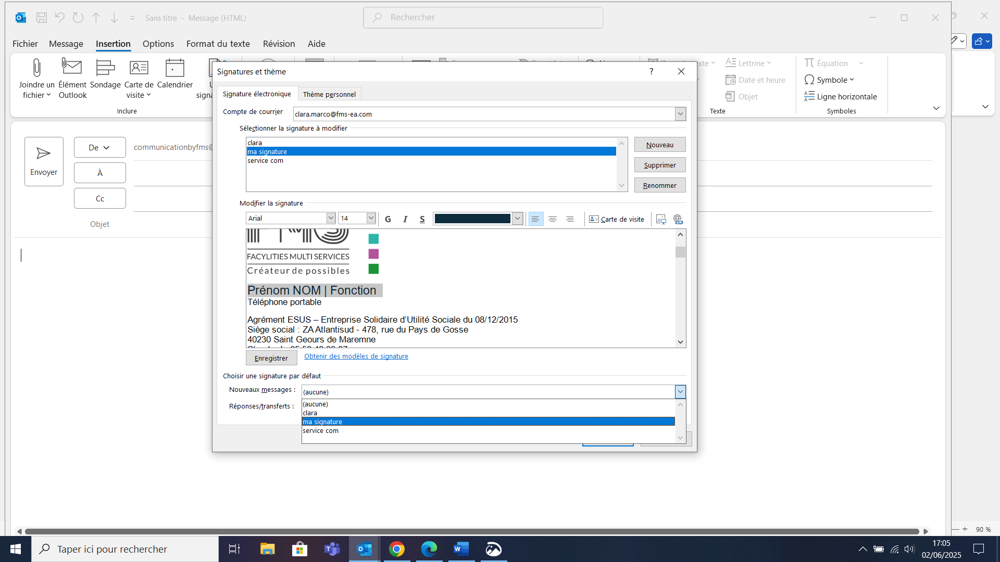 Sans titre - Message (HTML)
Rechercher
Fichier
Message
Insertion
Options
Format du texte
Révision
Aide
Joindre un fichier
Élément Outlook
Sondage
Carte de visite
Calendrier
Inclure
Lettrine
Date et heure
Objet
Texte
Équation
Symbole
Ligne horizontale
Symboles
Envoyer
De
communicationbyfms@
À
Cc
Objet
Signatures et thème
?
Signature électronique
Thème personnel
Compte de courrier
clara.marco@fms-ea.com
Sélectionner la signature à modifier
clara
ma signature
service com
Nouveau
Supprimer
Renommer
Modifier la signature
Arial
14
G
I
S
Carte de visite
FMS
FACYLITIES MULTI SERVICES
Créateur de possibles
Prénom NOM | Fonction
Téléphone portable
Agrément ESUS – Entreprise Solidaire d’Utilité Sociale du 08/12/2015
Siège social : ZA Atlantisud - 478, rue du Pays de Gosse
40230 Saint Geours de Maremne
Enregistrer
Obtenir des modèles de signature
Choisir une signature par défaut
Nouveaux messages :
(aucune)
Réponses/transferts :
(aucune)
clara
ma signature
service com
90 %
Taper ici pour rechercher
17:05
02/06/2025